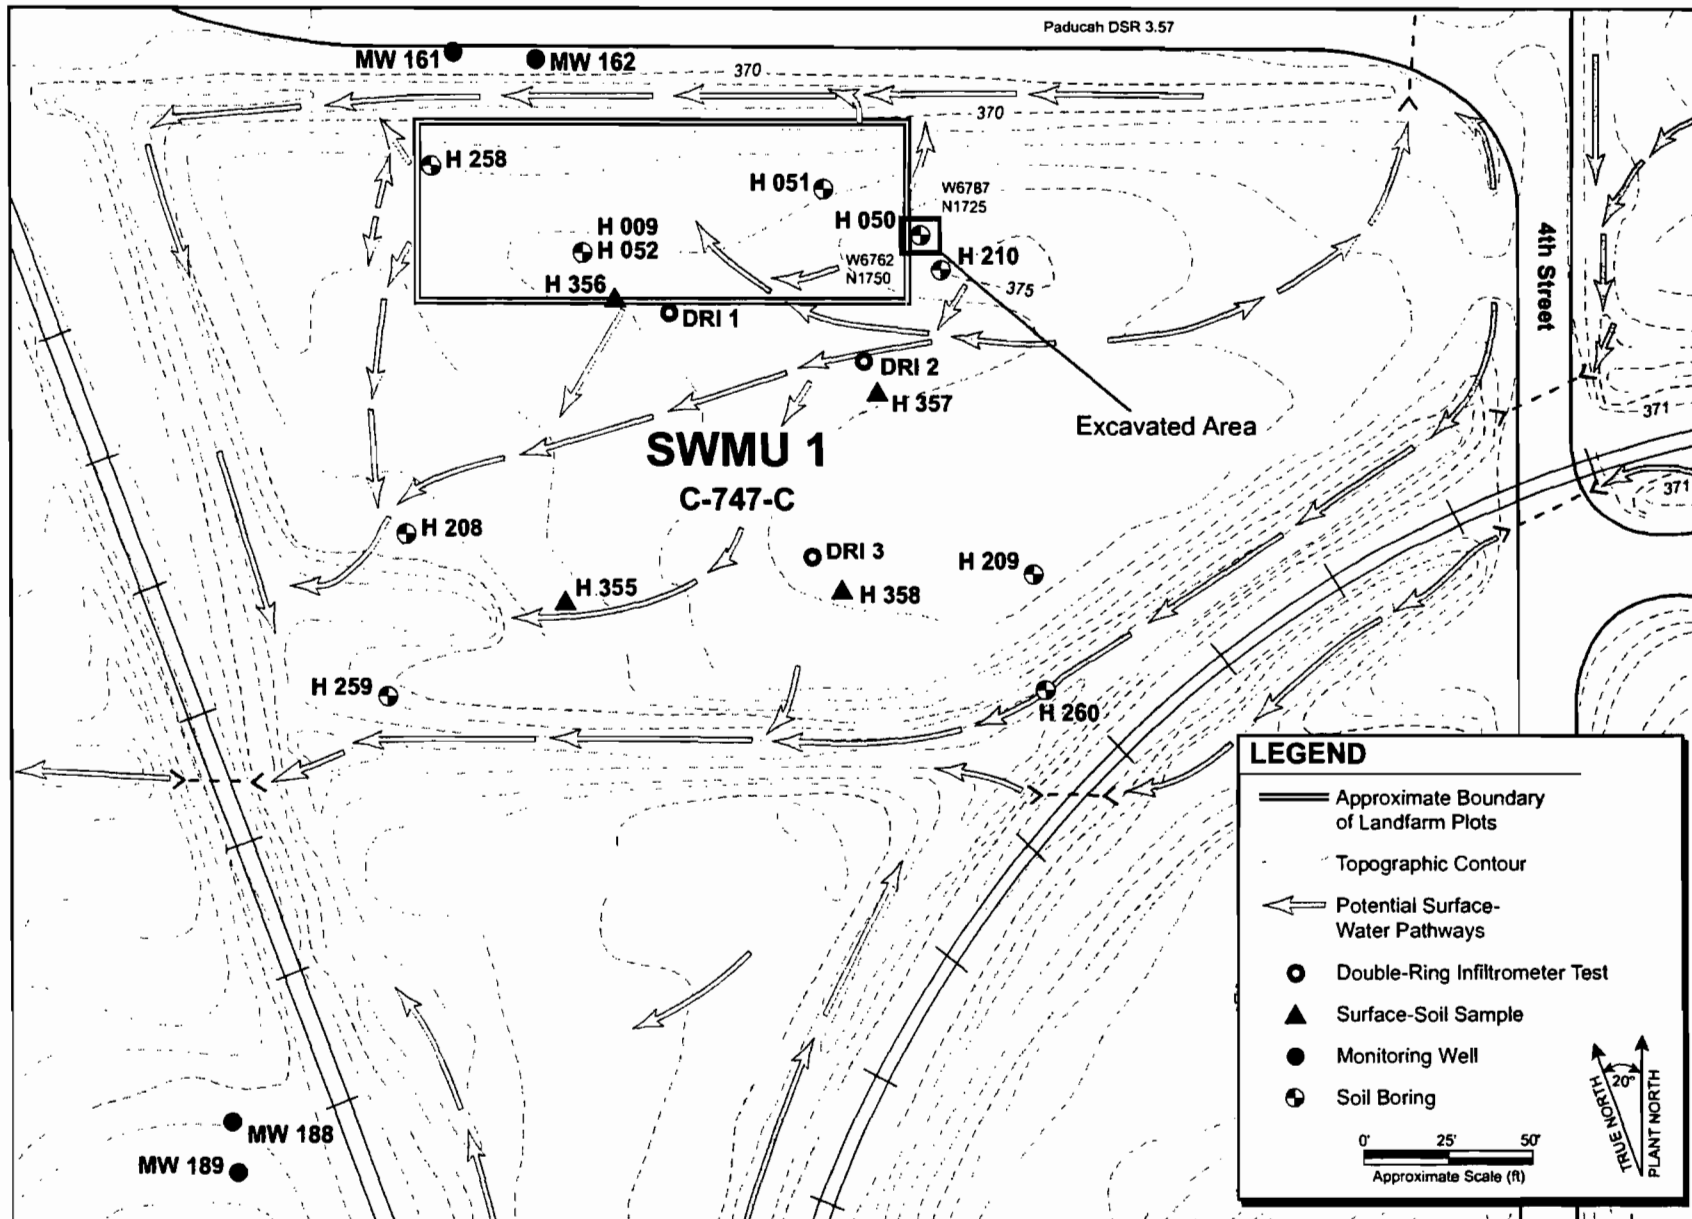 Paducah DSR 3.57
MW 161
MW 162
370
370
H 258
H 051
W6787
N1725
H 050
H 009
H 052
H 210
W6762
N1750
H 356
375
DRI 1
4th Street
DRI 2
H 357
Excavated Area
371
SWMU 1
C-747-C
371
H 208
DRI 3
H 209
H 355
H 358
H 259
H 260
LEGEND
Approximate Boundary
of Landfarm Plots
Topographic Contour
Potential Surface-
Water Pathways
Double-Ring Infiltrometer Test
Surface-Soil Sample
Monitoring Well
Soil Boring
20°
TRUE NORTH
PLANT NORTH
0' 25' 50'
Approximate Scale (ft)
MW 188
MW 189